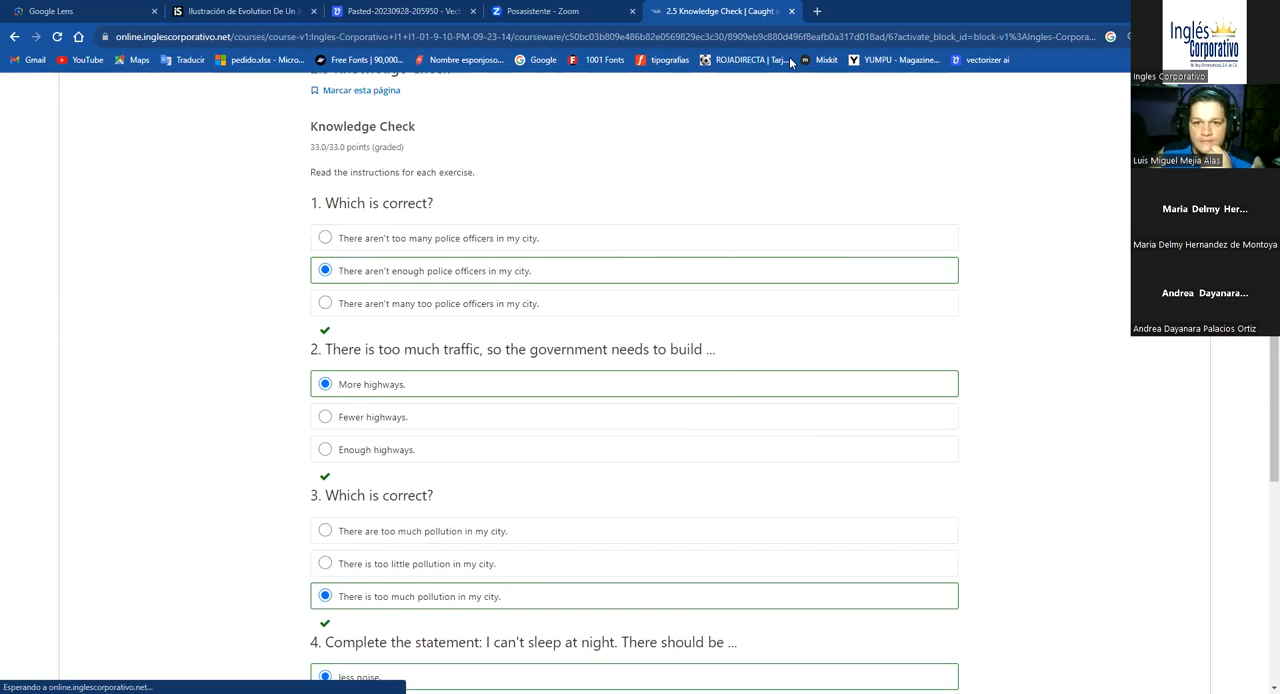 Google Lens
Ilustración de Evolution De Un J
Pasted-20230928-205950 - Vect
Posasistente - Zoom
2.5 Knowledge Check | Caught i
online.inglescorporativo.net/courses/course-v1:Ingles-Corporativo+I1+I1-01-9-10-PM-09-23-14/courseware/c50bc03b809e486b82e0569829ec3c30/8909eb9c880d496f8eafb0a317d018ad/6?activate_block_id=block-v1%3AIngles-Corpora...
Gmail
YouTube
Maps
Traducir
pedido.xlsx - Micro...
Free Fonts | 90,000...
Nombre esponjoso...
Google
1001 Fonts
tipografias
ROJADIRECTA | Tarj...
Mixkit
YUMPU - Magazine...
vectorizer ai
2.5 Knowledge Check
Marcar esta página
Knowledge Check
33.0/33.0 points (graded)
Read the instructions for each exercise.
1. Which is correct?
There aren't too many police officers in my city.
There aren't enough police officers in my city.
There aren't many too police officers in my city.
2. There is too much traffic, so the government needs to build ...
More highways.
Fewer highways.
Enough highways.
3. Which is correct?
There are too much pollution in my city.
There is too little pollution in my city.
There is too much pollution in my city.
4. Complete the statement: I can't sleep at night. There should be ...
less noise.
Esperando a online.inglescorporativo.net...
Inglés
Corporativo
Ingles Corporativo
Luis Miguel Mejia Alas
Maria Delmy Her...
Maria Delmy Hernandez de Montoya
Andrea Dayanara...
Andrea Dayanara Palacios Ortiz